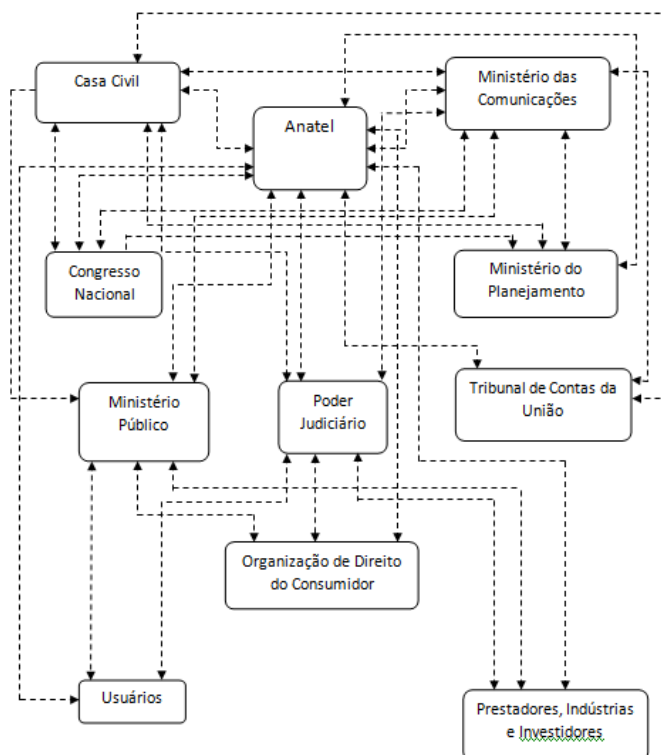 Casa Civil
Ministério das
Comunicações
Anatel
Congresso
Nacional
Ministério do
Planejamento
Ministério
Público
Poder
Judiciário
Tribunal de Contas da
União
Organização de Direito
do Consumidor
Usuários
Prestadores, Indústrias
e Investidores